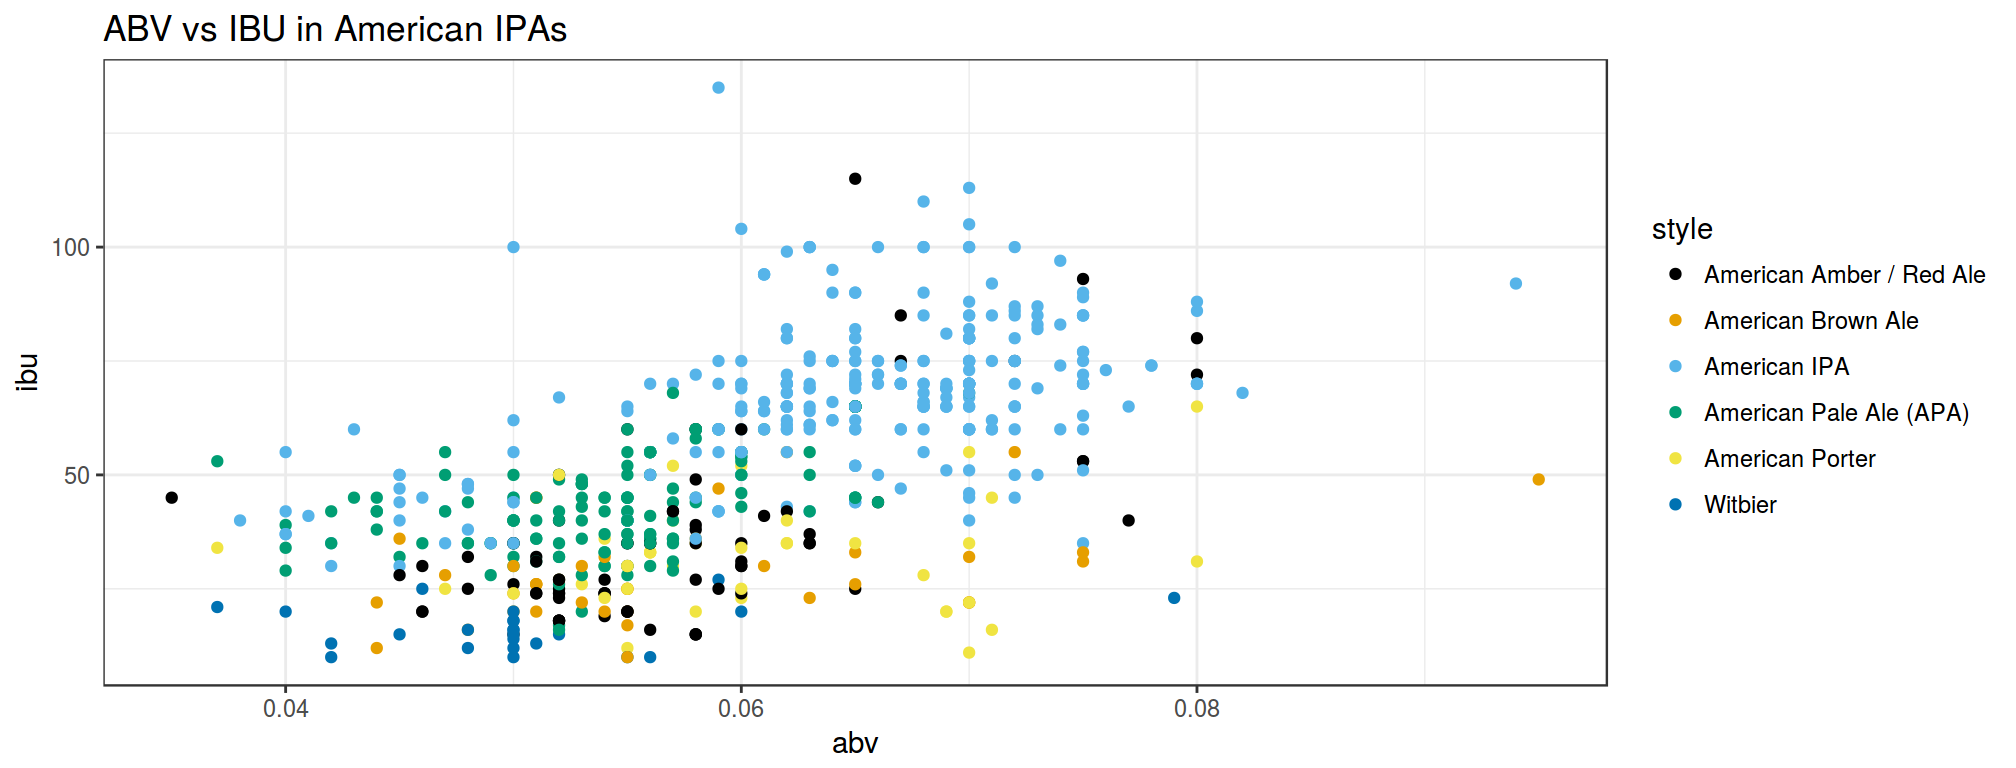 ABV vs IBU in American IPAs
ibu
100
50
0.04
0.06
0.08
abv
style
American Amber / Red Ale
American Brown Ale
American IPA
American Pale Ale (APA)
American Porter
Witbier